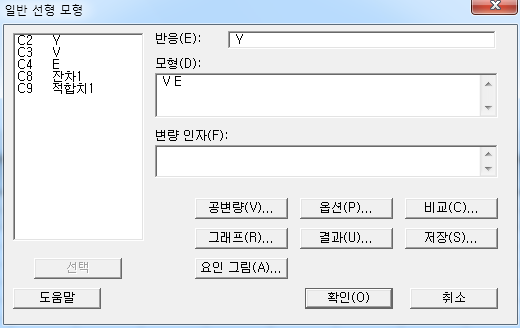 일반 선형 모형
C2 Y
C3 V
C4 E
C8 잔차1
C9 적합치1
반응(E): Y
모형(D):
V E
변량 인자(F):
공변량(V)... 옵션(P)... 비교(C)...
그래프(R)... 결과(U)... 저장(S)...
선택 요인 그림(A)...
도움말 확인(O) 취소